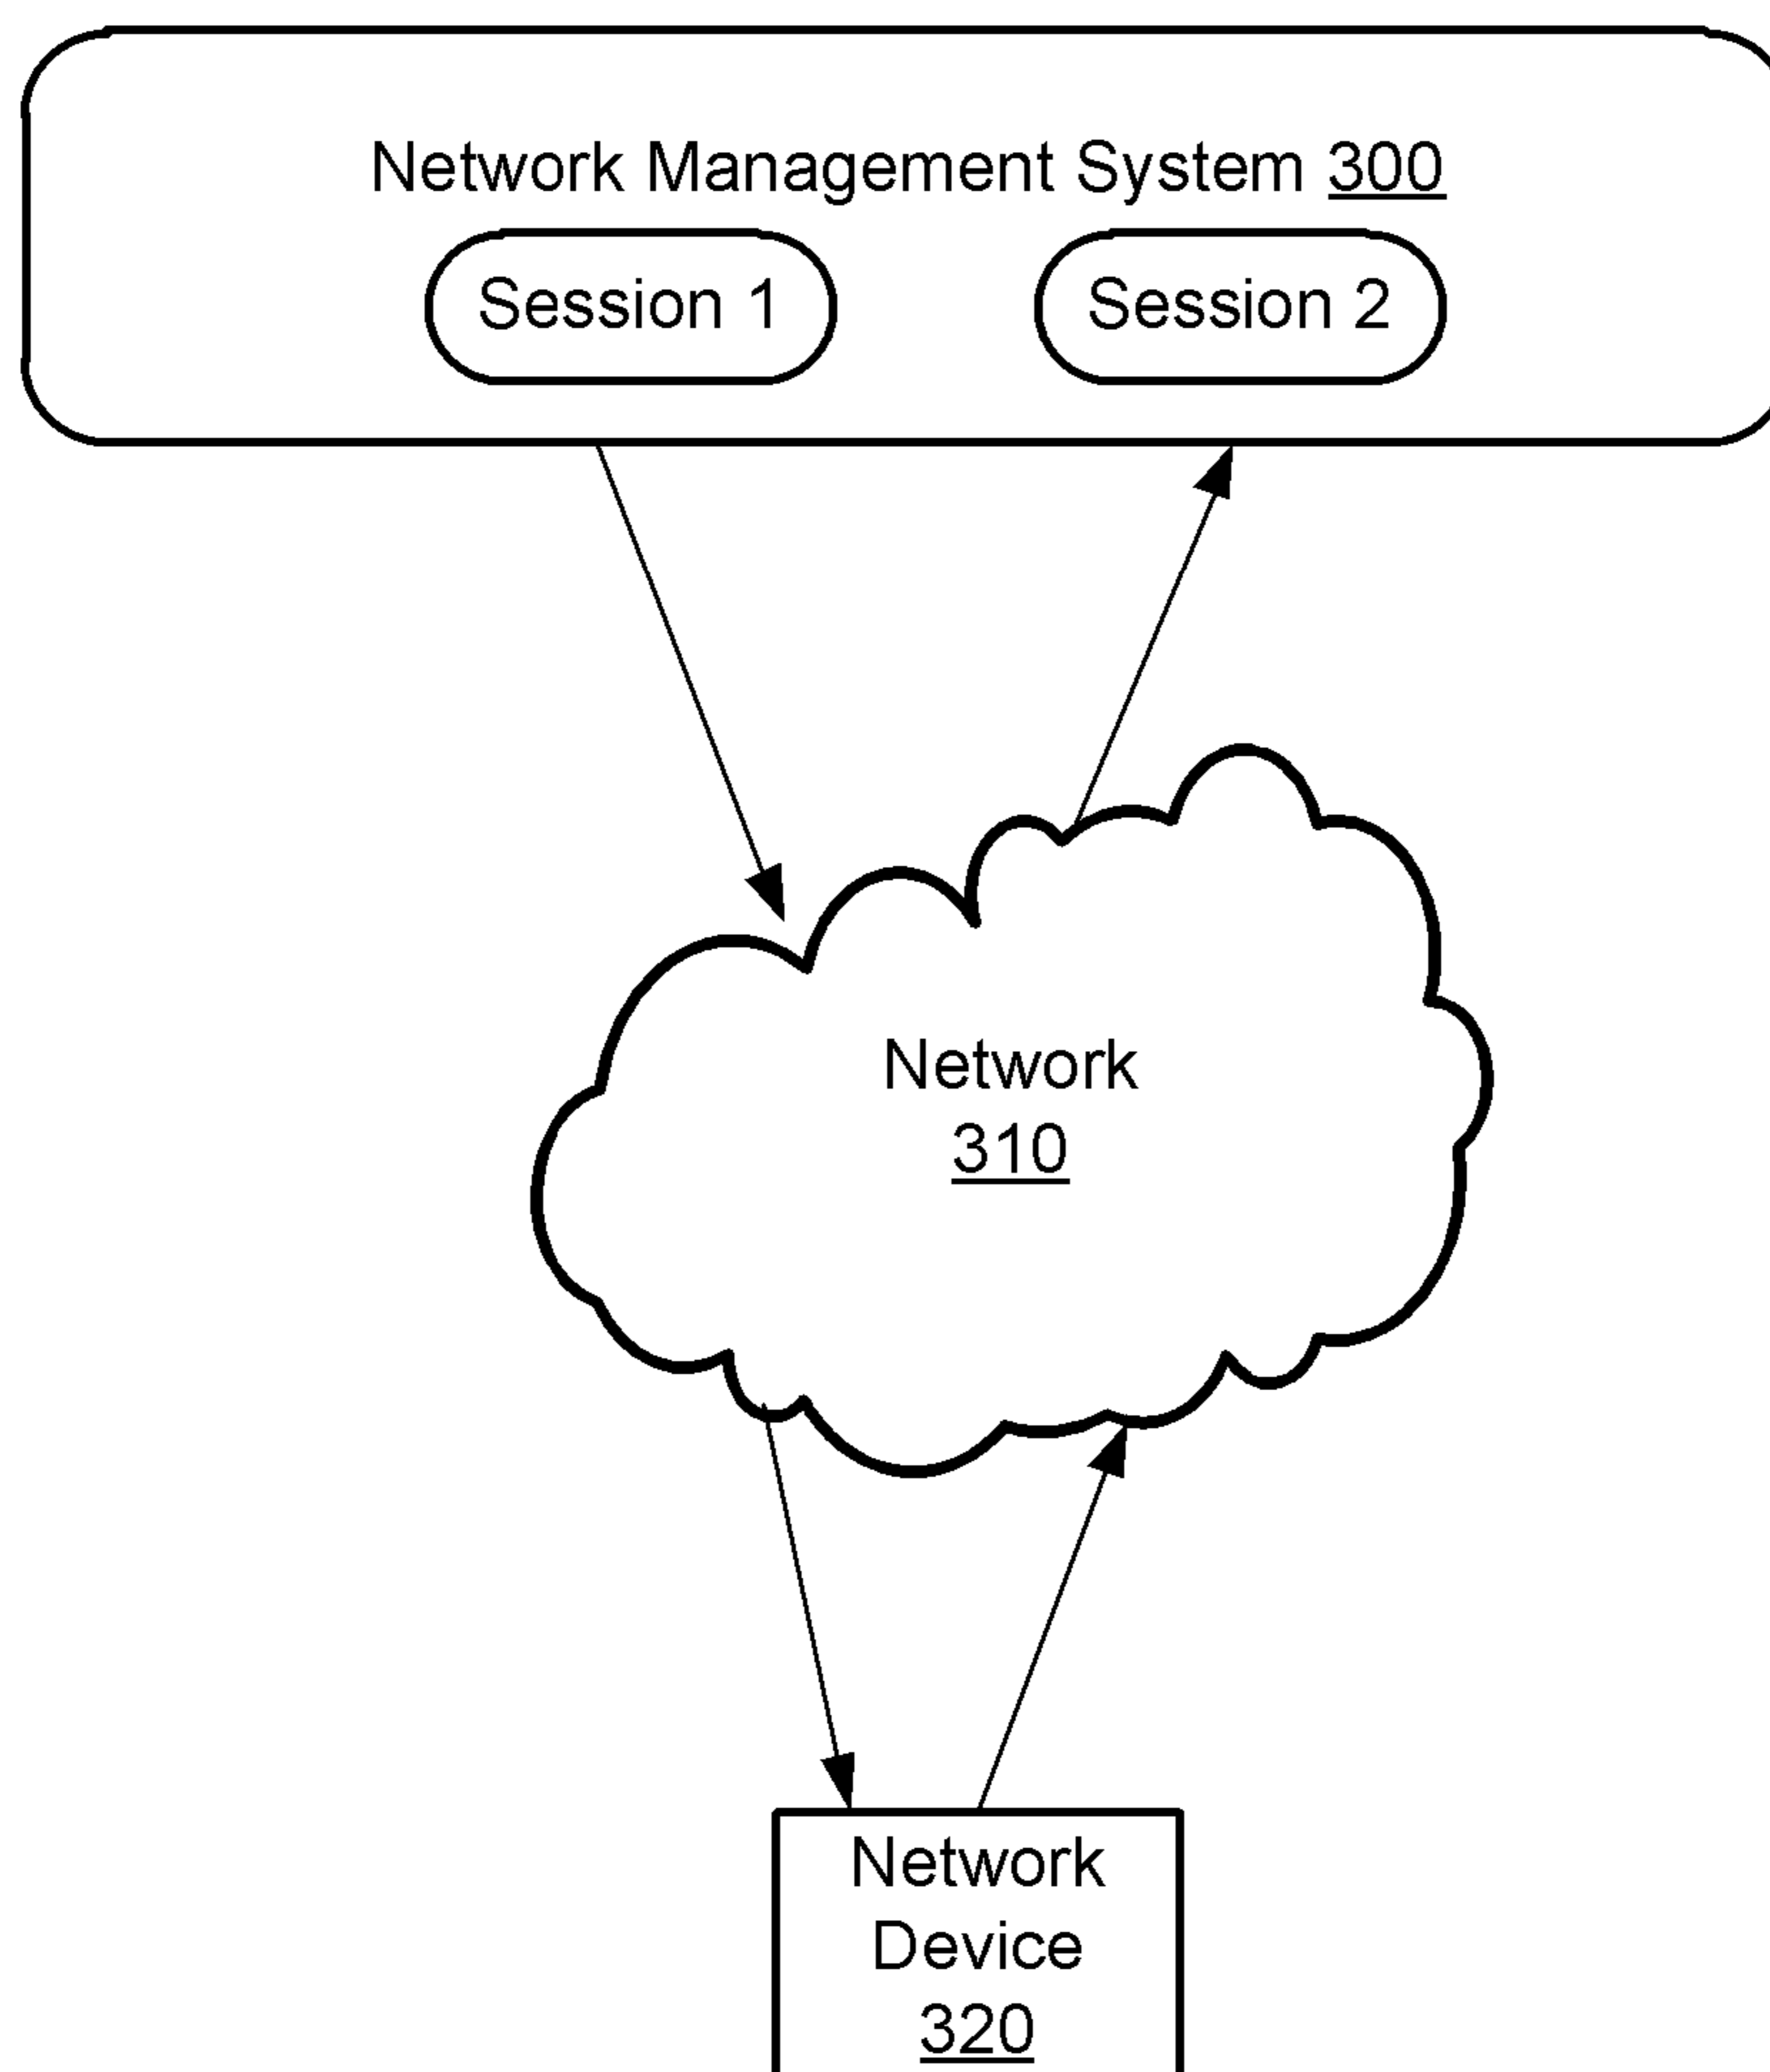 Network Management System 300
Session 1
Session 2
Network
310
Network
Device
320